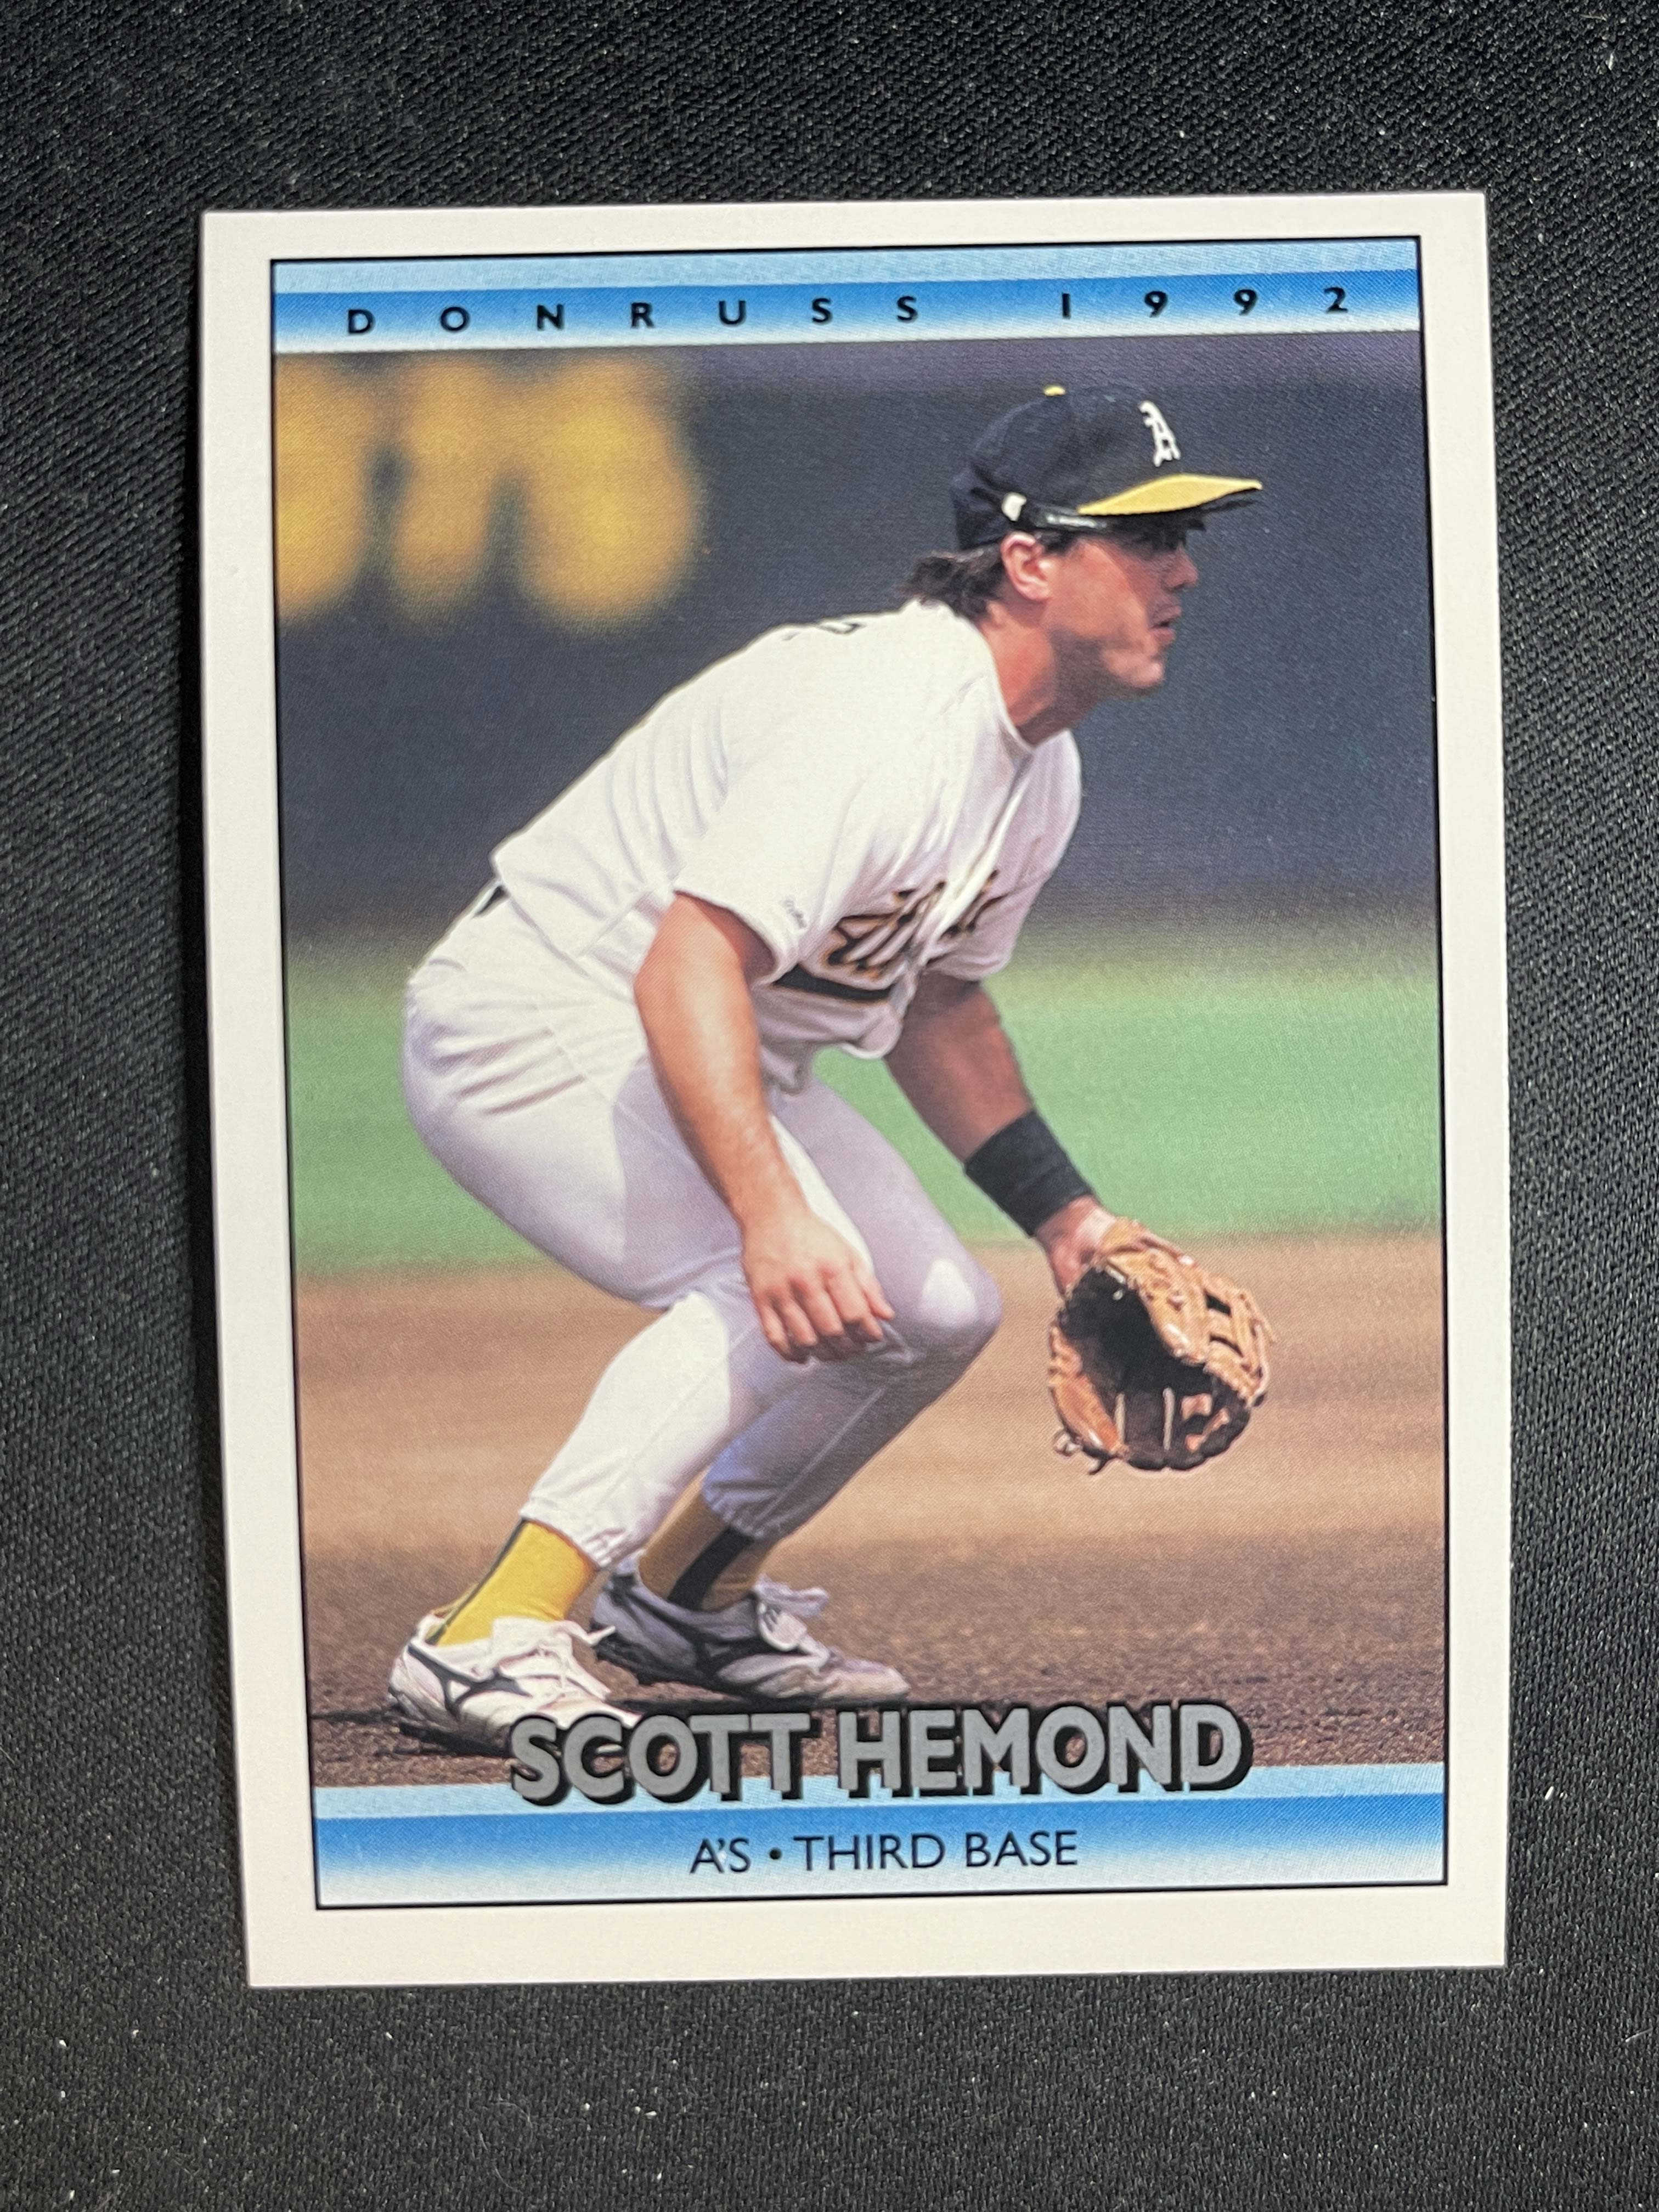 DONRUSS 1992
A
SCOTT HEMOND
A'S • THIRD BASE